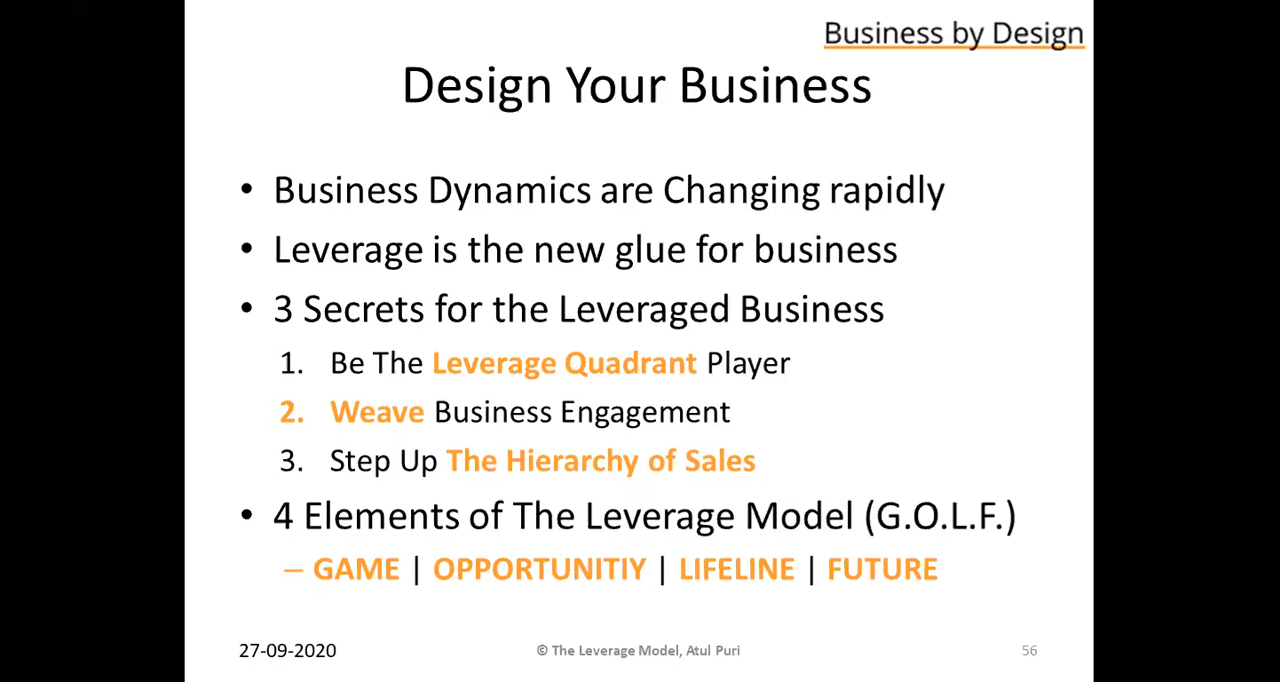 Business by Design
Design Your Business
• Business Dynamics are Changing rapidly
• Leverage is the new glue for business
• 3 Secrets for the Leveraged Business
1. Be The Leverage Quadrant Player
2. Weave Business Engagement
3. Step Up The Hierarchy of Sales
• 4 Elements of The Leverage Model (G.O.L.F.)
– GAME | OPPORTUNITIY | LIFELINE | FUTURE
27-09-2020 © The Leverage Model, Atul Puri 56